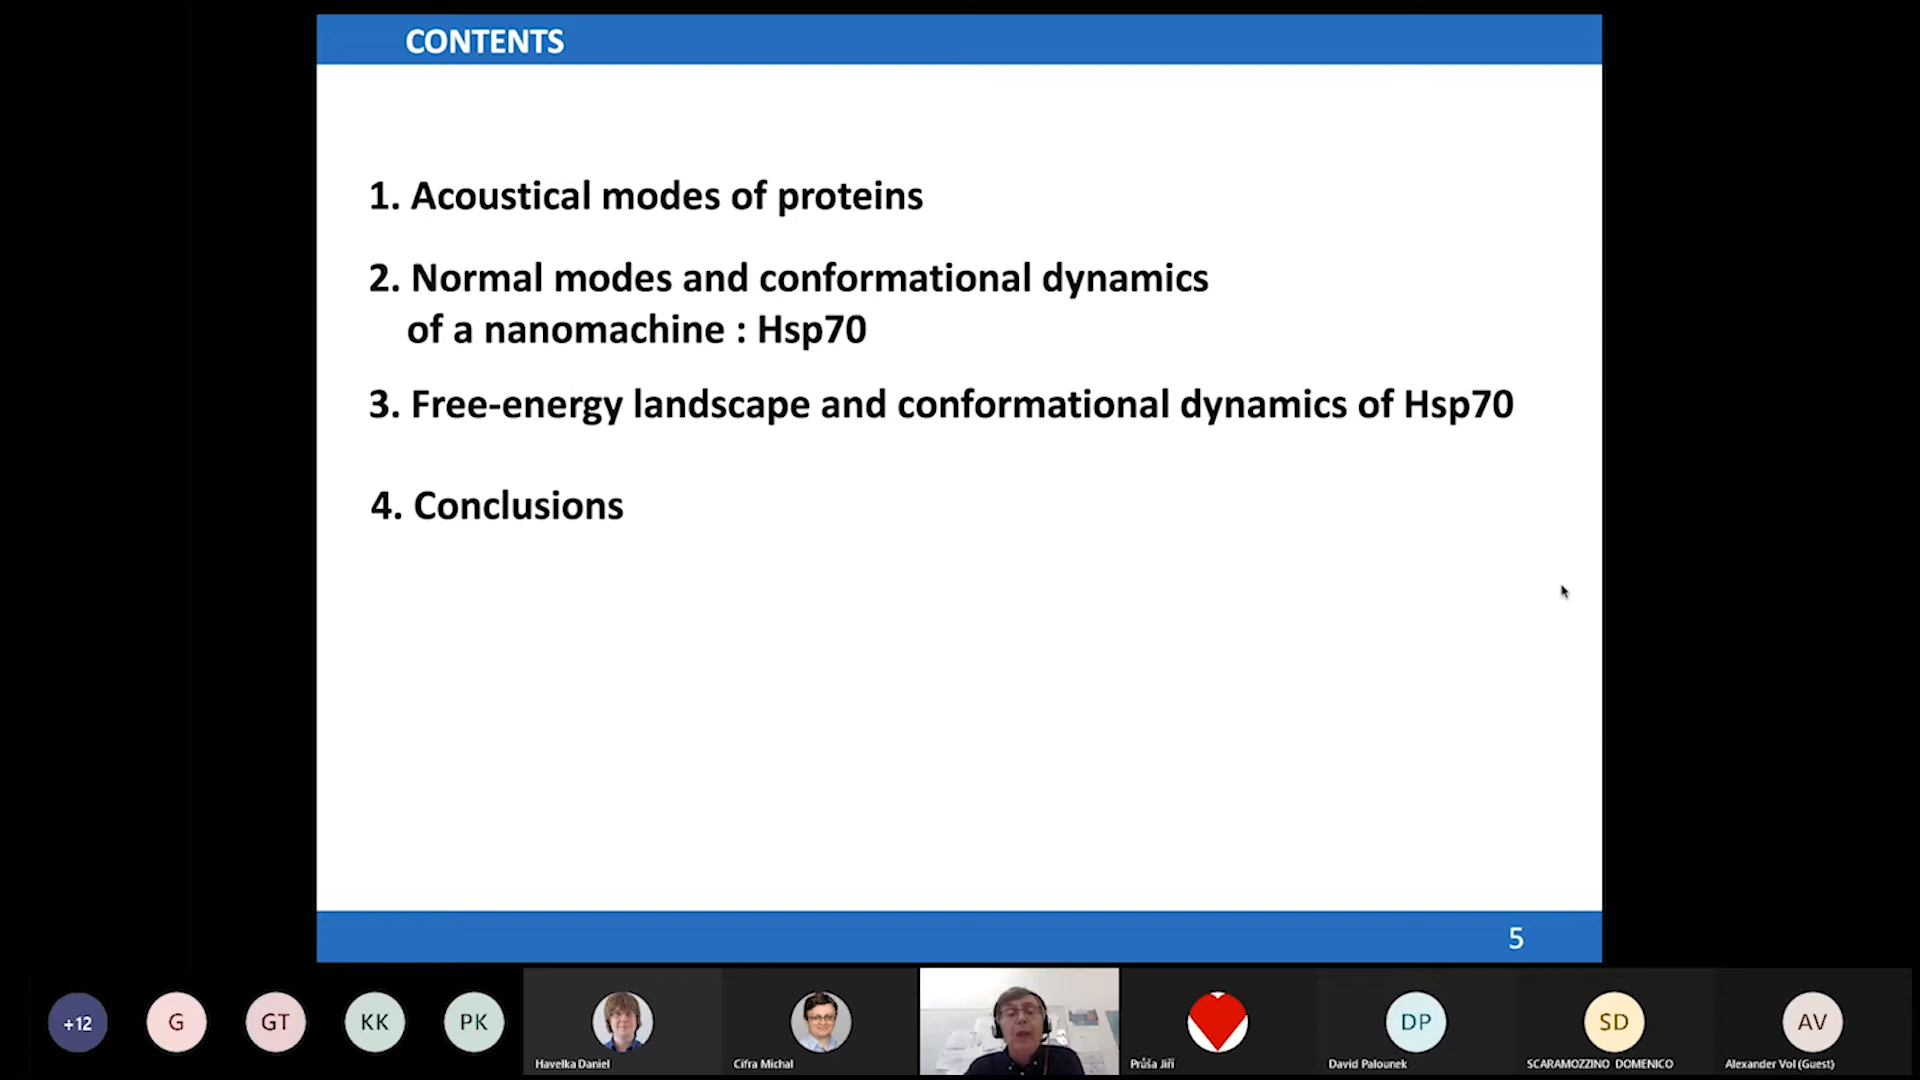 CONTENTS
1. Acoustical modes of proteins
2. Normal modes and conformational dynamics
of a nanomachine : Hsp70
3. Free-energy landscape and conformational dynamics of Hsp70
4. Conclusions
5
+12
G
GT
KK
PK
DP
SD
AV
Havelka Daniel
Cifra Michal
Průša Jiří
David Palounek
SCARAMOZZINO DOMENICO
Alexander Vol (Guest)